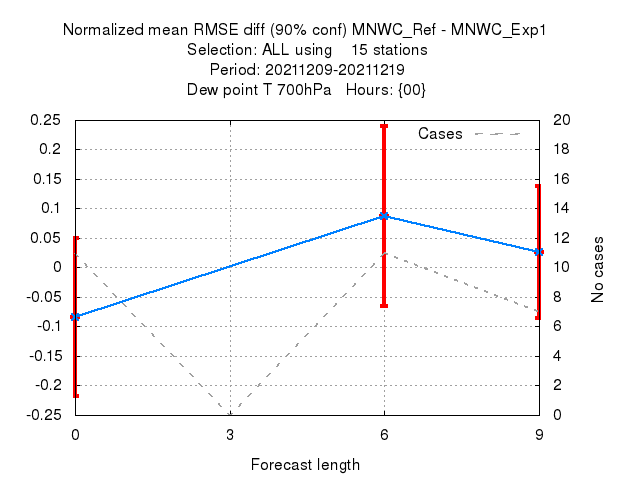 Normalized mean RMSE diff (90% conf) MNWC_Ref - MNWC_Exp1
Selection: ALL using    15 stations
Period: 20211209-20211219
Dew point T 700hPa   Hours: {00}
Cases
0.25
0.2
0.15
0.1
0.05
0
-0.05
-0.1
-0.15
-0.2
-0.25
20
18
16
14
12
10
8
6
4
2
0
No cases
0 3 6 9
Forecast length